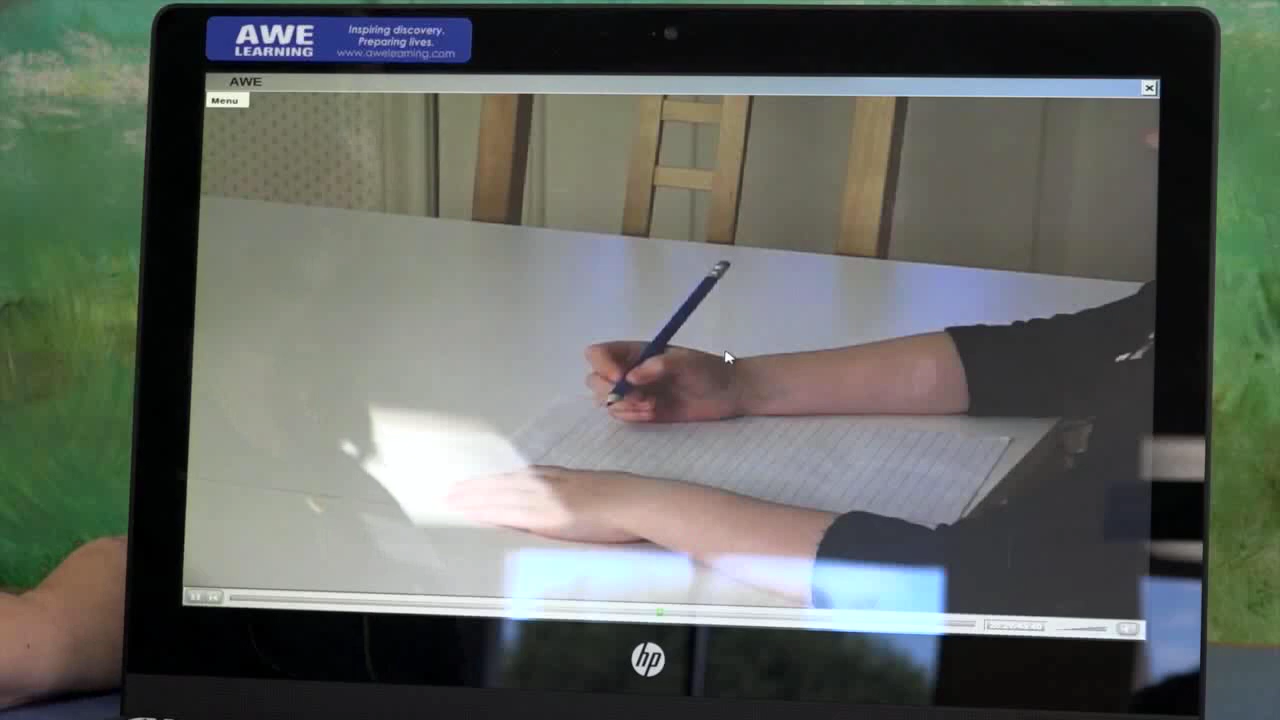 AWE
LEARNING
Inspiring discovery.
Preparing lives.
www.awelearning.com
AWE
Menu
hp